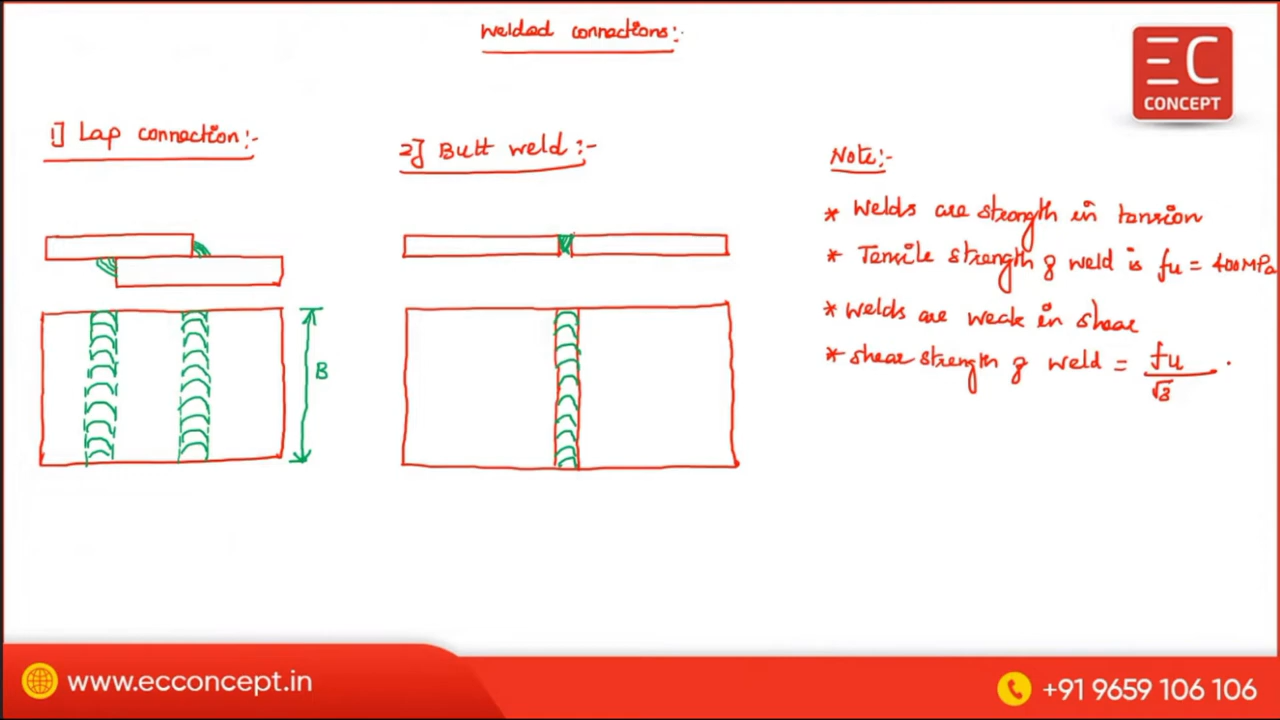 Welded connections:-
EC
CONCEPT
1] Lap connection:-
2] Butt weld:-
Note:-
* Welds are strength in tension
* Tensile strength of weld is fu = 400MPa
* Welds are weak in shear
* Shear strength of weld = fu/√3
B
www.ecconcept.in
+91 9659 106 106